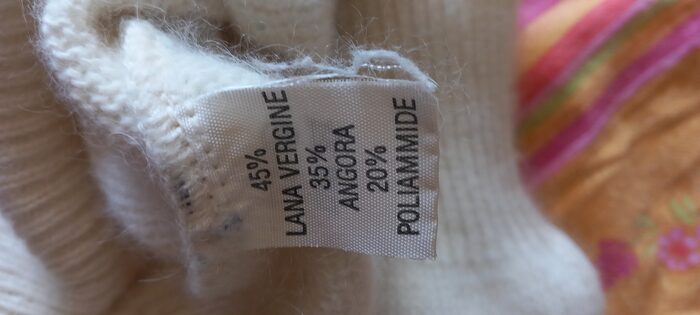 45%
LANA VERGINE
35%
ANGORA
20%
POLIAMMIDE